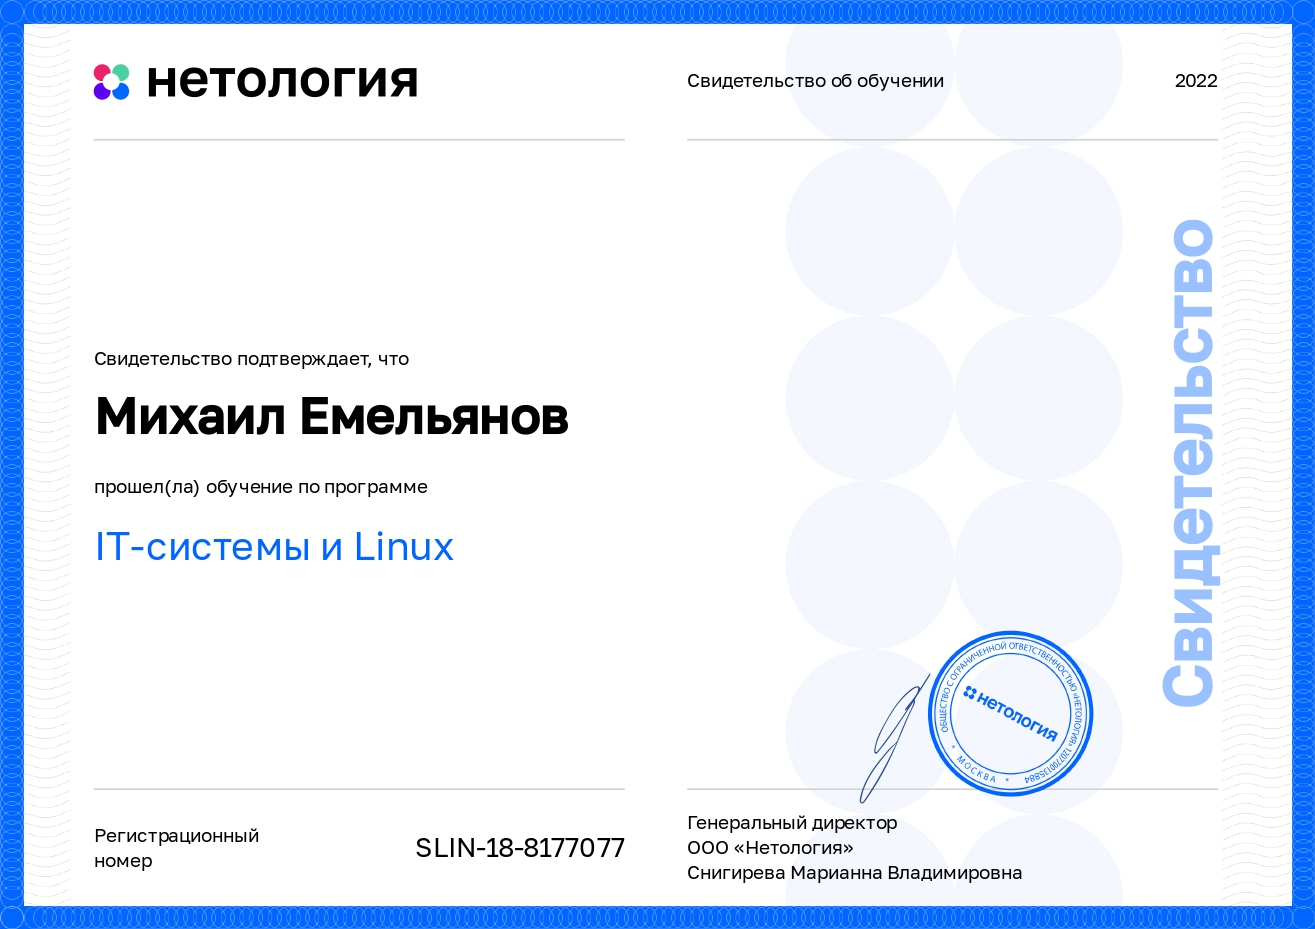 нетология
Свидетельство об обучении
2022
Свидетельство подтверждает, что
Михаил Емельянов
прошел(ла) обучение по программе
IT-системы и Linux
Свидетельство
ОБЩЕСТВО С ОГРАНИЧЕННОЙ ОТВЕТСТВЕННОСТЬЮ «НЕТОЛОГИЯ» 1207700135884
* МОСКВА *
нетология
Регистрационный
номер
SLIN-18-8177077
Генеральный директор
ООО «Нетология»
Снигирева Марианна Владимировна